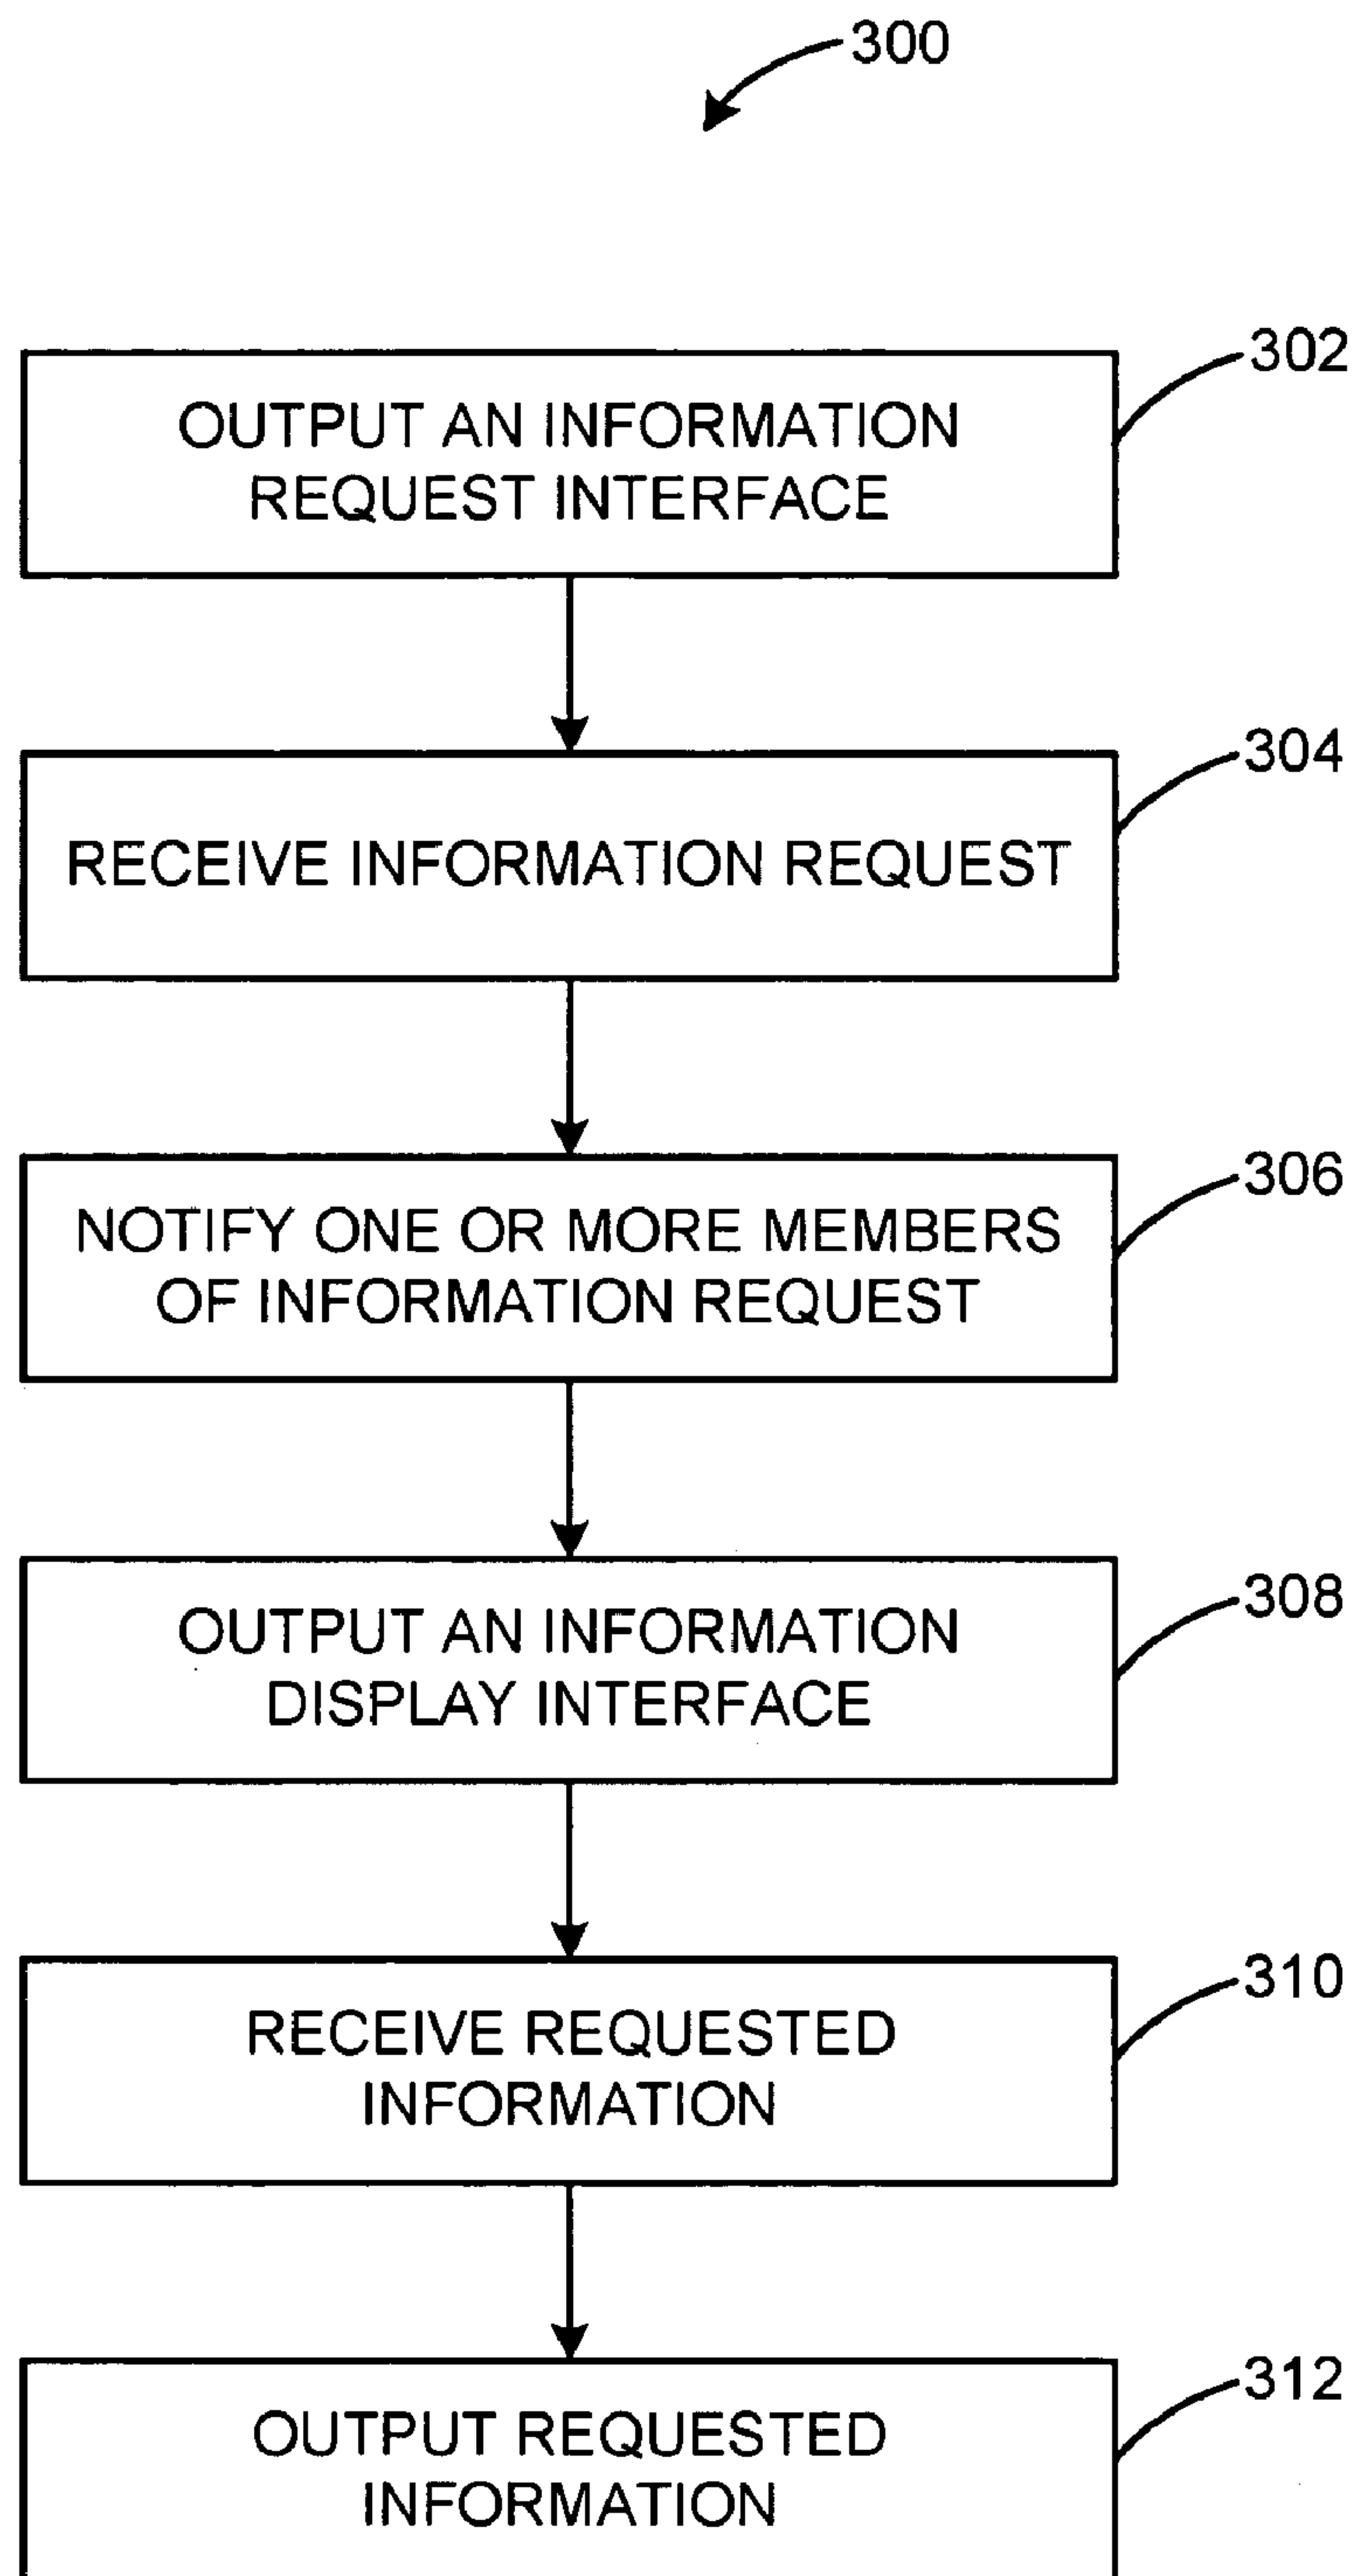 300
302
OUTPUT AN INFORMATION
REQUEST INTERFACE
304
RECEIVE INFORMATION REQUEST
306
NOTIFY ONE OR MORE MEMBERS
OF INFORMATION REQUEST
308
OUTPUT AN INFORMATION
DISPLAY INTERFACE
310
RECEIVE REQUESTED
INFORMATION
312
OUTPUT REQUESTED
INFORMATION